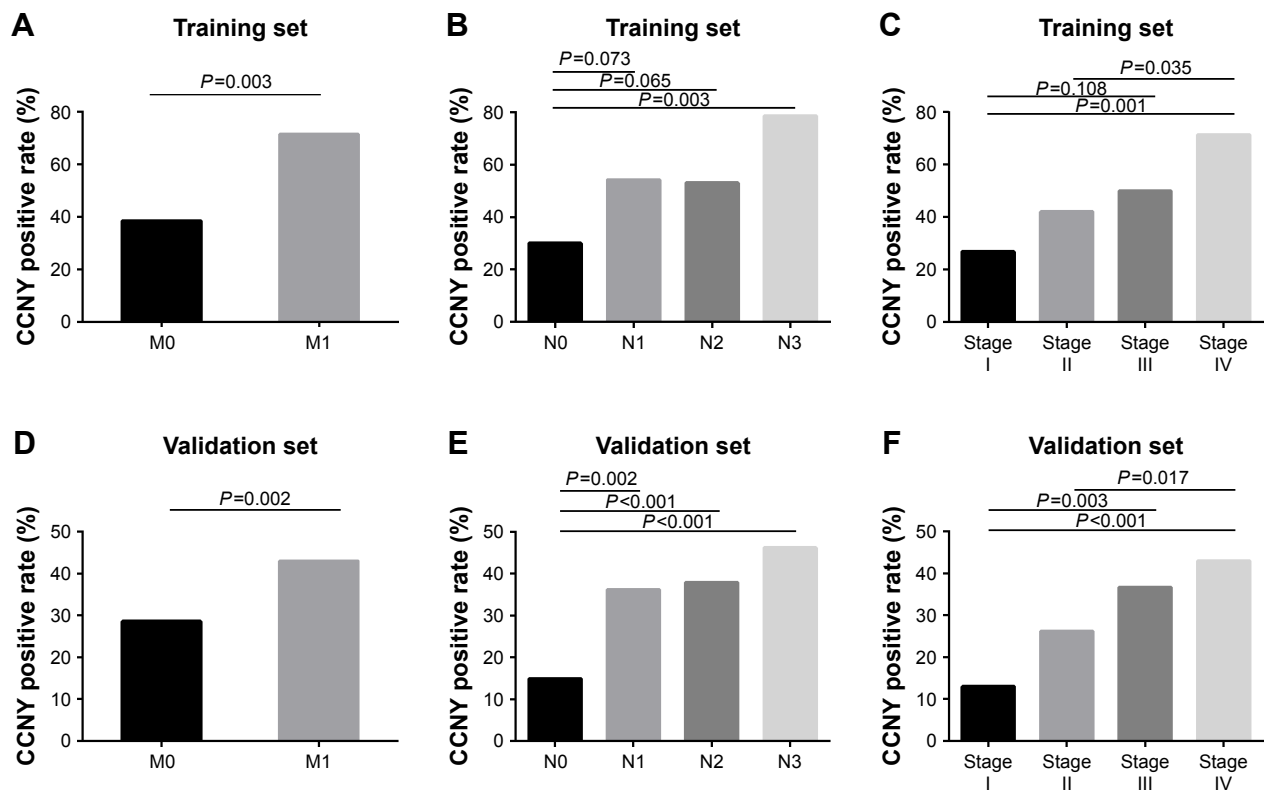 A
Training set
P=0.003
CCNY positive rate (%)
80
60
40
20
0
M0
M1
B
Training set
P=0.073
P=0.065
P=0.003
CCNY positive rate (%)
80
60
40
20
0
N0
N1
N2
N3
C
Training set
P=0.035
P=0.108
P=0.001
CCNY positive rate (%)
80
60
40
20
0
Stage
I
Stage
II
Stage
III
Stage
IV
D
Validation set
P=0.002
CCNY positive rate (%)
50
40
30
20
10
0
M0
M1
E
Validation set
P=0.002
P<0.001
P<0.001
CCNY positive rate (%)
50
40
30
20
10
0
N0
N1
N2
N3
F
Validation set
P=0.017
P=0.003
P<0.001
CCNY positive rate (%)
50
40
30
20
10
0
Stage
I
Stage
II
Stage
III
Stage
IV